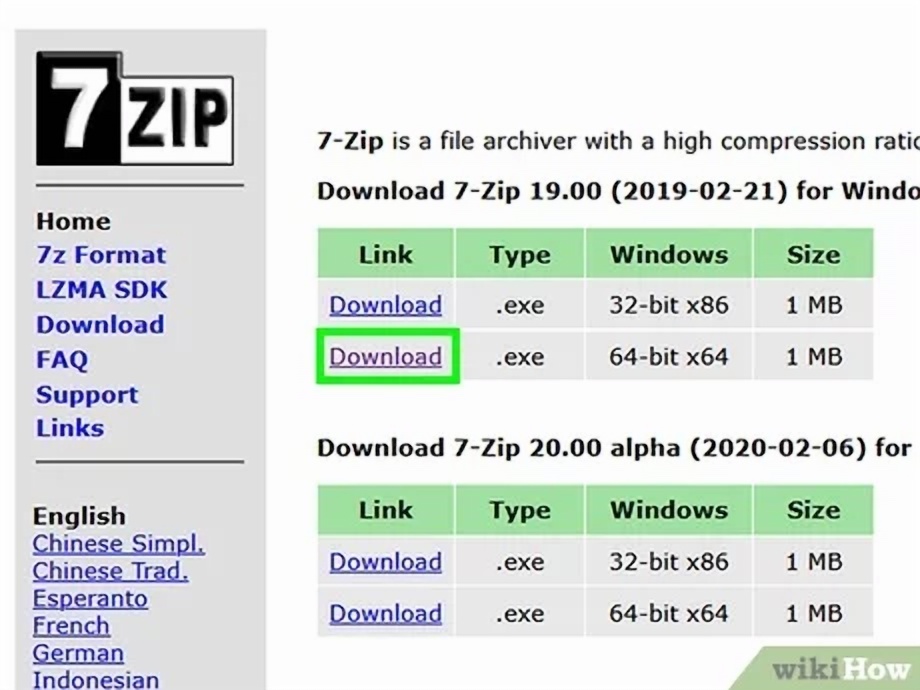 7 ZIP
Home
7z Format
LZMA SDK
Download
FAQ
Support
Links
English
Chinese Simpl.
Chinese Trad.
Esperanto
French
German
Indonesian
7-Zip is a file archiver with a high compression
Download 7-Zip 19.00 (2019-02-21) for
Link Type Windows Size
Download .exe 32-bit x86 1 MB
Download .exe 64-bit x64 1 MB
Download 7-Zip 20.00 alpha (2020-02-06) for
Link Type Windows Size
Download .exe 32-bit x86 1 MB
Download .exe 64-bit x64 1 MB
wikiHow